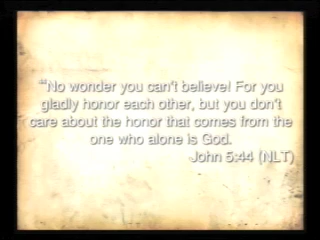 "'No wonder you can't believe! For you
gladly honor each other, but you don't
care about the honor that comes from the
one who alone is God.
John 5:44 (NLT)